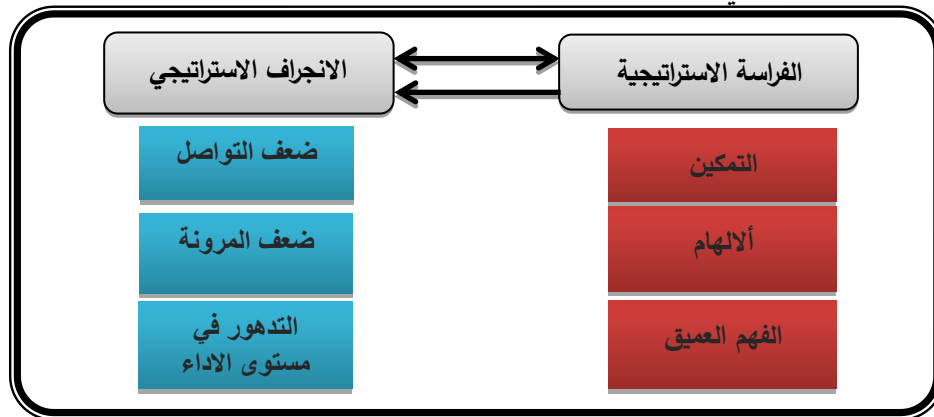 الفراسة الاستراتيجية
الانجراف الاستراتيجي
التمكين
ألالهام
الفهم العميق
ضعف التواصل
ضعف المرونة
التدهور في
مستوى الاداء